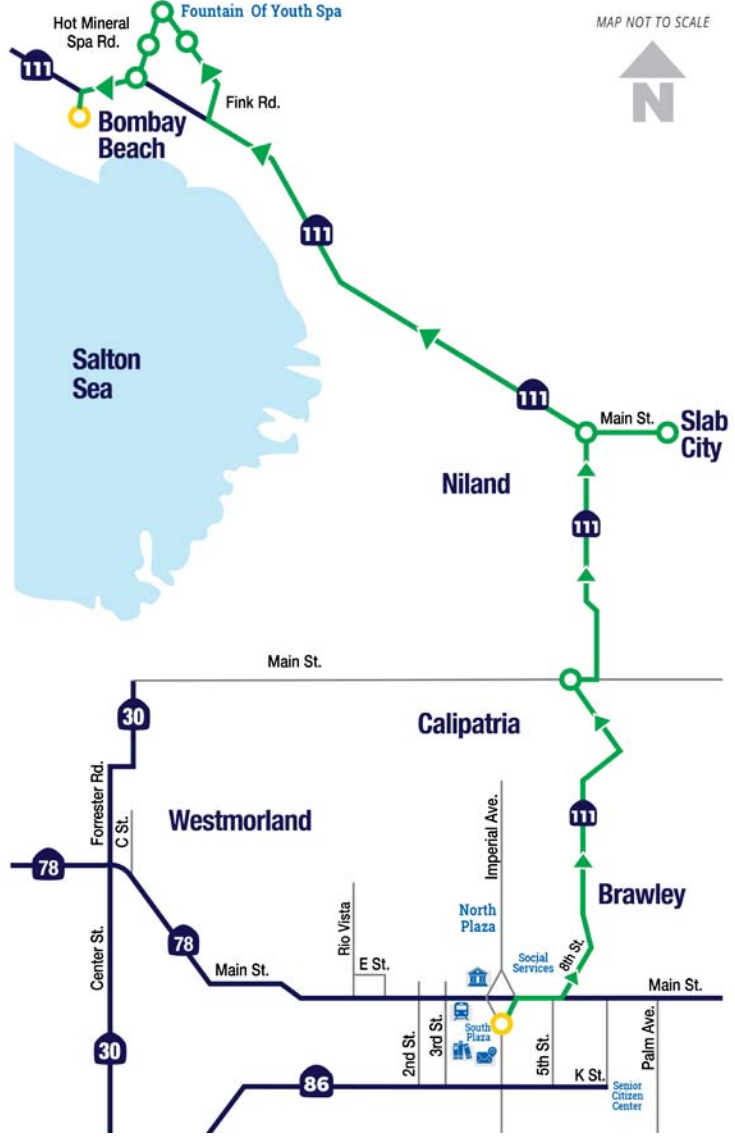 Fountain Of Youth Spa
MAP NOT TO SCALE
N
Hot Mineral
Spa Rd.
111
Fink Rd.
Bombay
Beach
111
Salton
Sea
111
Main St.
Slab
City
Niland
111
Main St.
30
Calipatria
Forrester Rd.
C St.
Westmorland
Imperial Ave.
111
78
Brawley
Rio Vista
North
Plaza
Center St.
78
Main St.
E St.
Social
Services
8th St.
Main St.
30
2nd St.
3rd St.
South
Plaza
5th St.
Palm Ave.
86
K St.
Senior
Citizen
Center